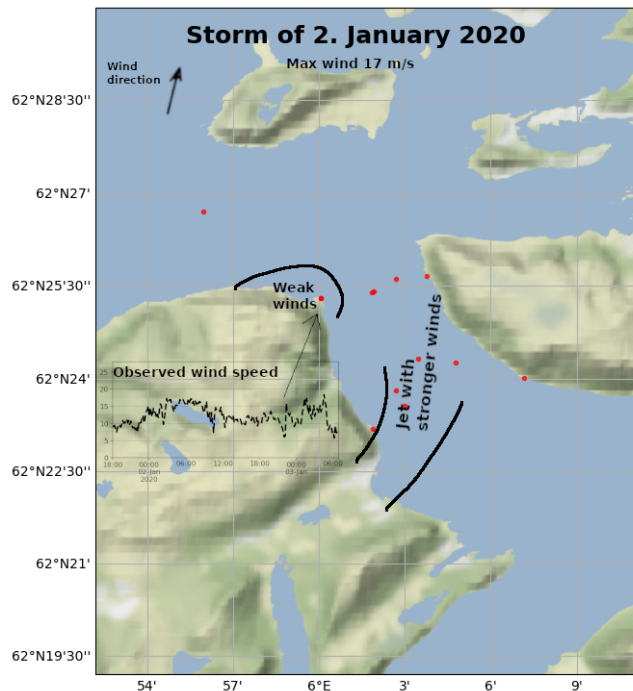 Storm of 2. January 2020
Max wind 17 m/s
Wind
direction
62°N28'30''
62°N27'
62°N25'30''
62°N24'
62°N22'30''
62°N21'
62°N19'30''
Weak
winds
Jet with
stronger winds
Observed wind speed
25
20
15
10
5
0
18:00
00:00
02-Jan
2020
06:00
12:00
18:00
00:00
03-Jan
06:00
54'
57'
6°E
3'
6'
9'